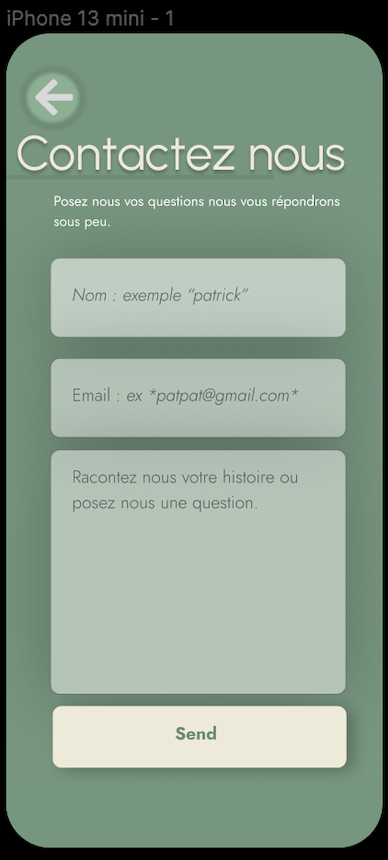 iPhone 13 mini - 1
Contactez nous
Posez nous vos questions nous vous répondrons
sous peu.
Nom : exemple “patrick”
Email : ex *patpat@gmail.com*
Racontez nous votre histoire ou
posez nous une question.
Send